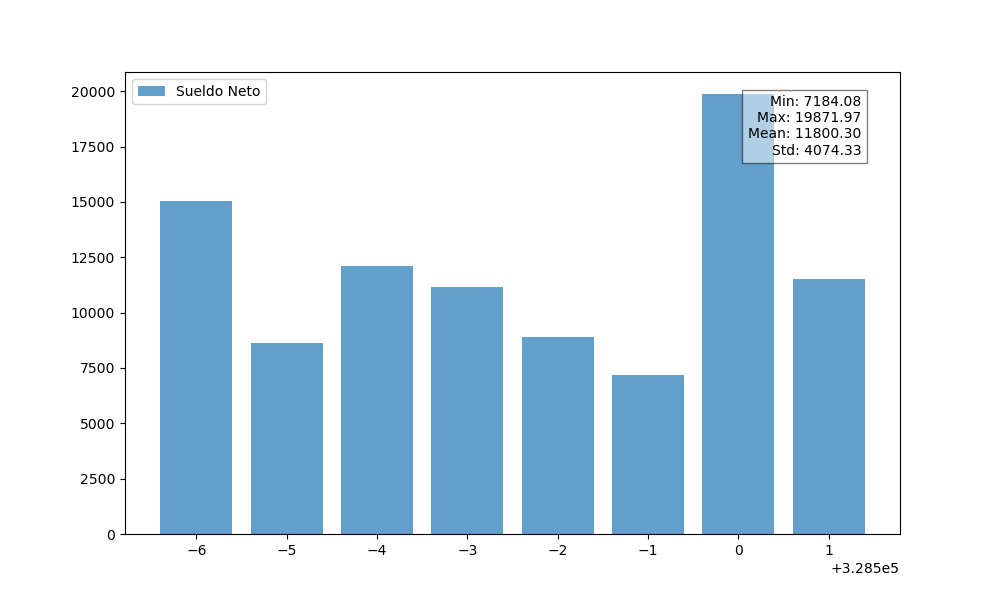 Sueldo Neto
Min: 7184.08
Max: 19871.97
Mean: 11800.30
Std: 4074.33
20000
17500
15000
12500
10000
7500
5000
2500
0
−6 −5 −4 −3 −2 −1 0 1
+3.285e5